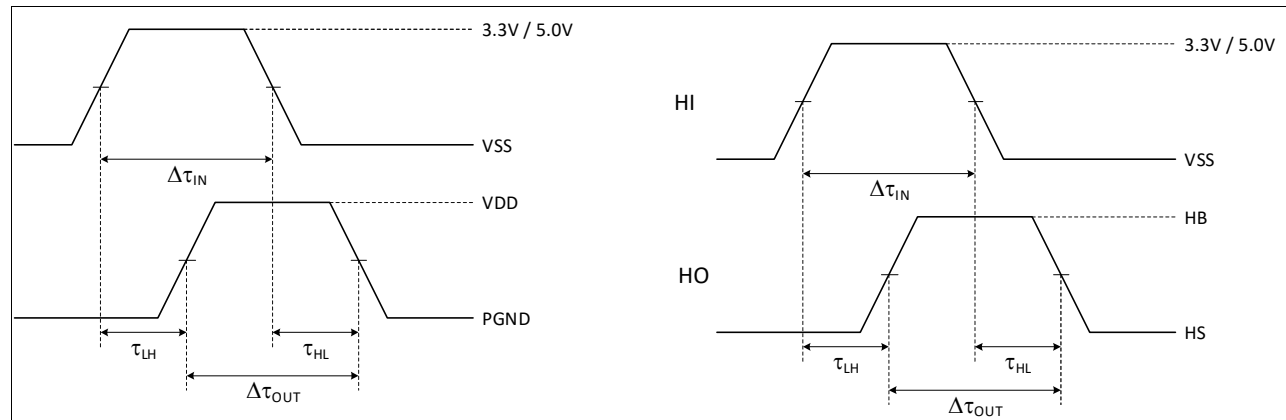 3.3V / 5.0V
VSS
ΔτIN
VDD
PGND
τLH
τHL
ΔτOUT
3.3V / 5.0V
HI
VSS
ΔτIN
HB
HO
HS
τLH
τHL
ΔτOUT